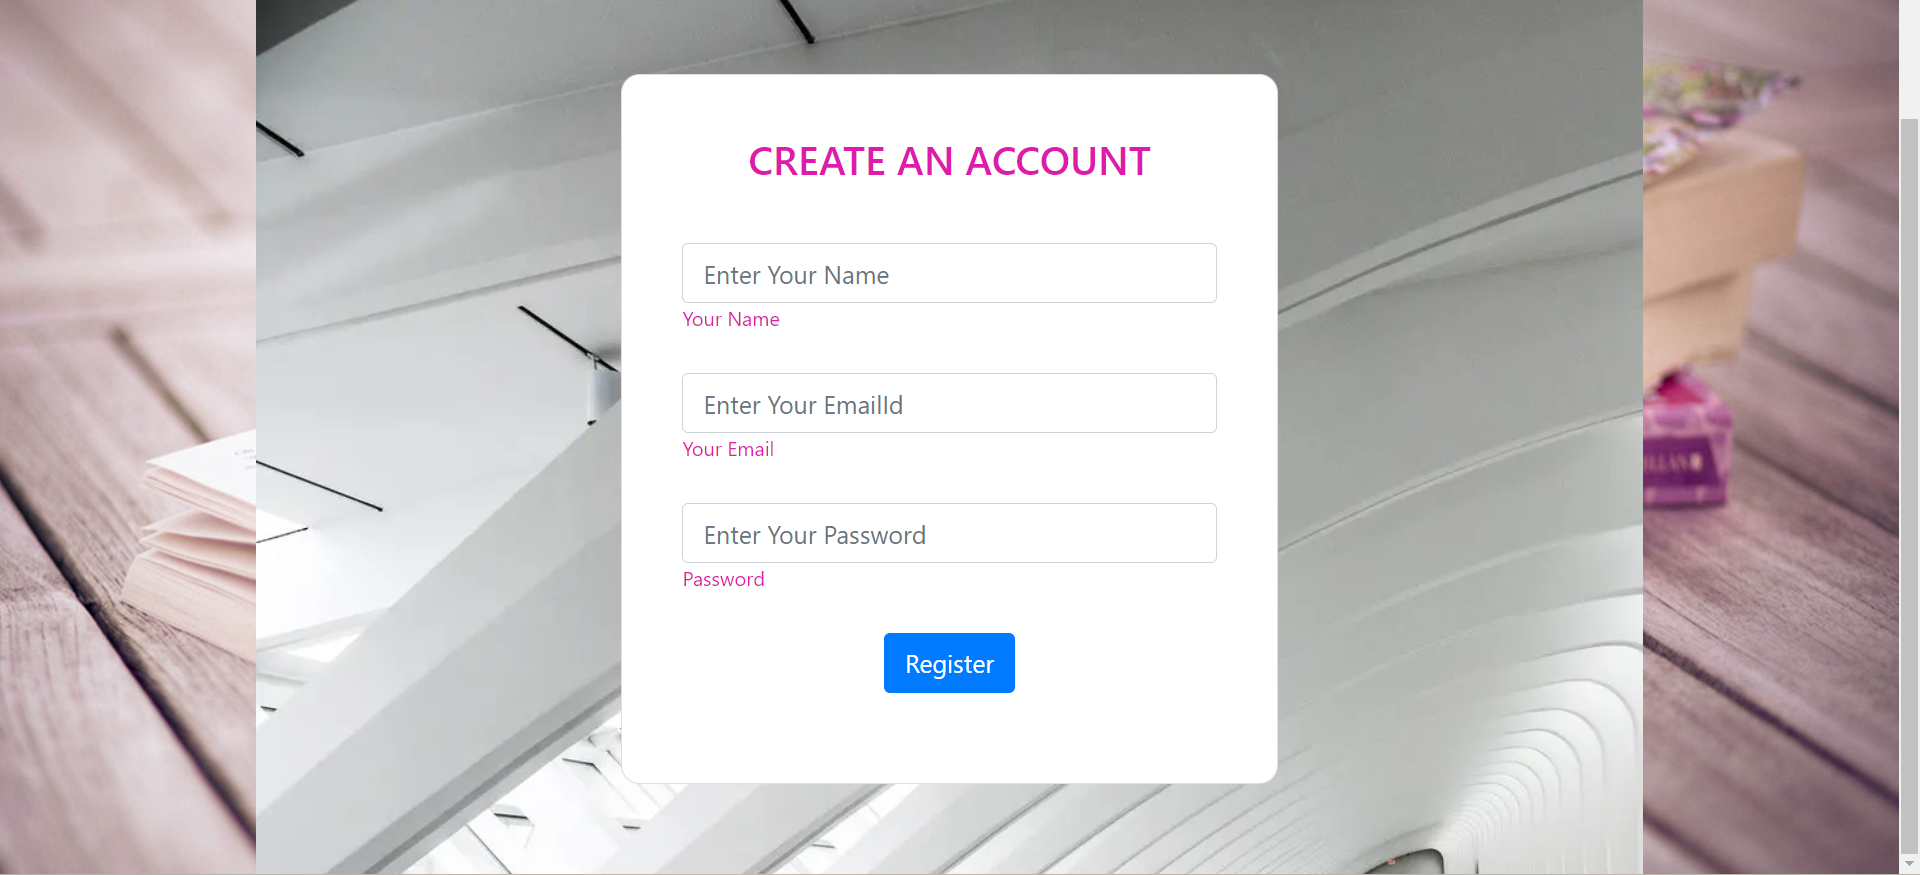 CREATE AN ACCOUNT
Enter Your Name
Your Name
Enter Your EmailId
Your Email
Enter Your Password
Password
Register